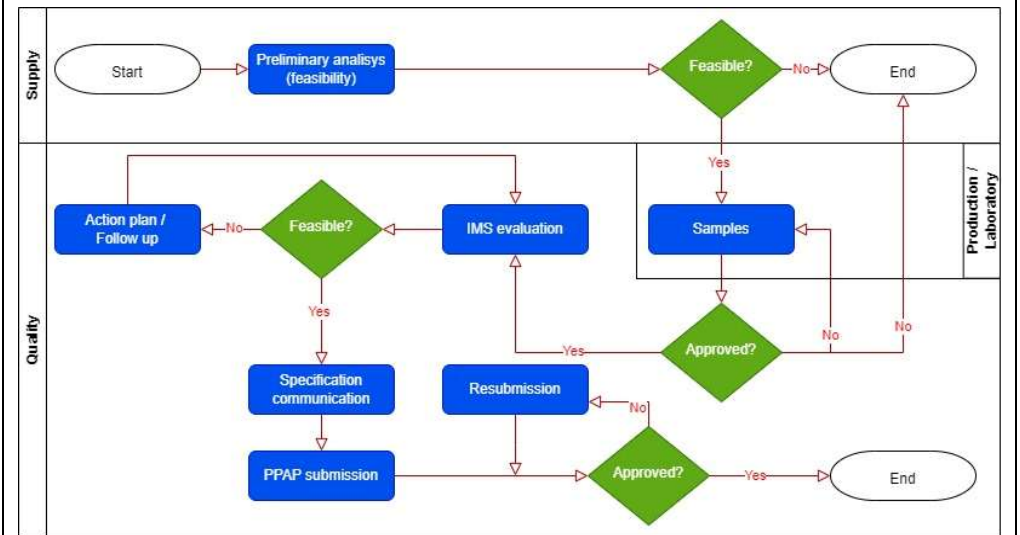 Supply
Start
Preliminary analisys
(feasibility)
Feasible?
No
End
Yes
Production /
Laboratory
Quality
Action plan /
Follow up
No
Feasible?
IMS evaluation
Samples
Yes
Yes
Approved?
No
No
Specification
communication
Resubmission
No
PPAP submission
Approved?
Yes
End